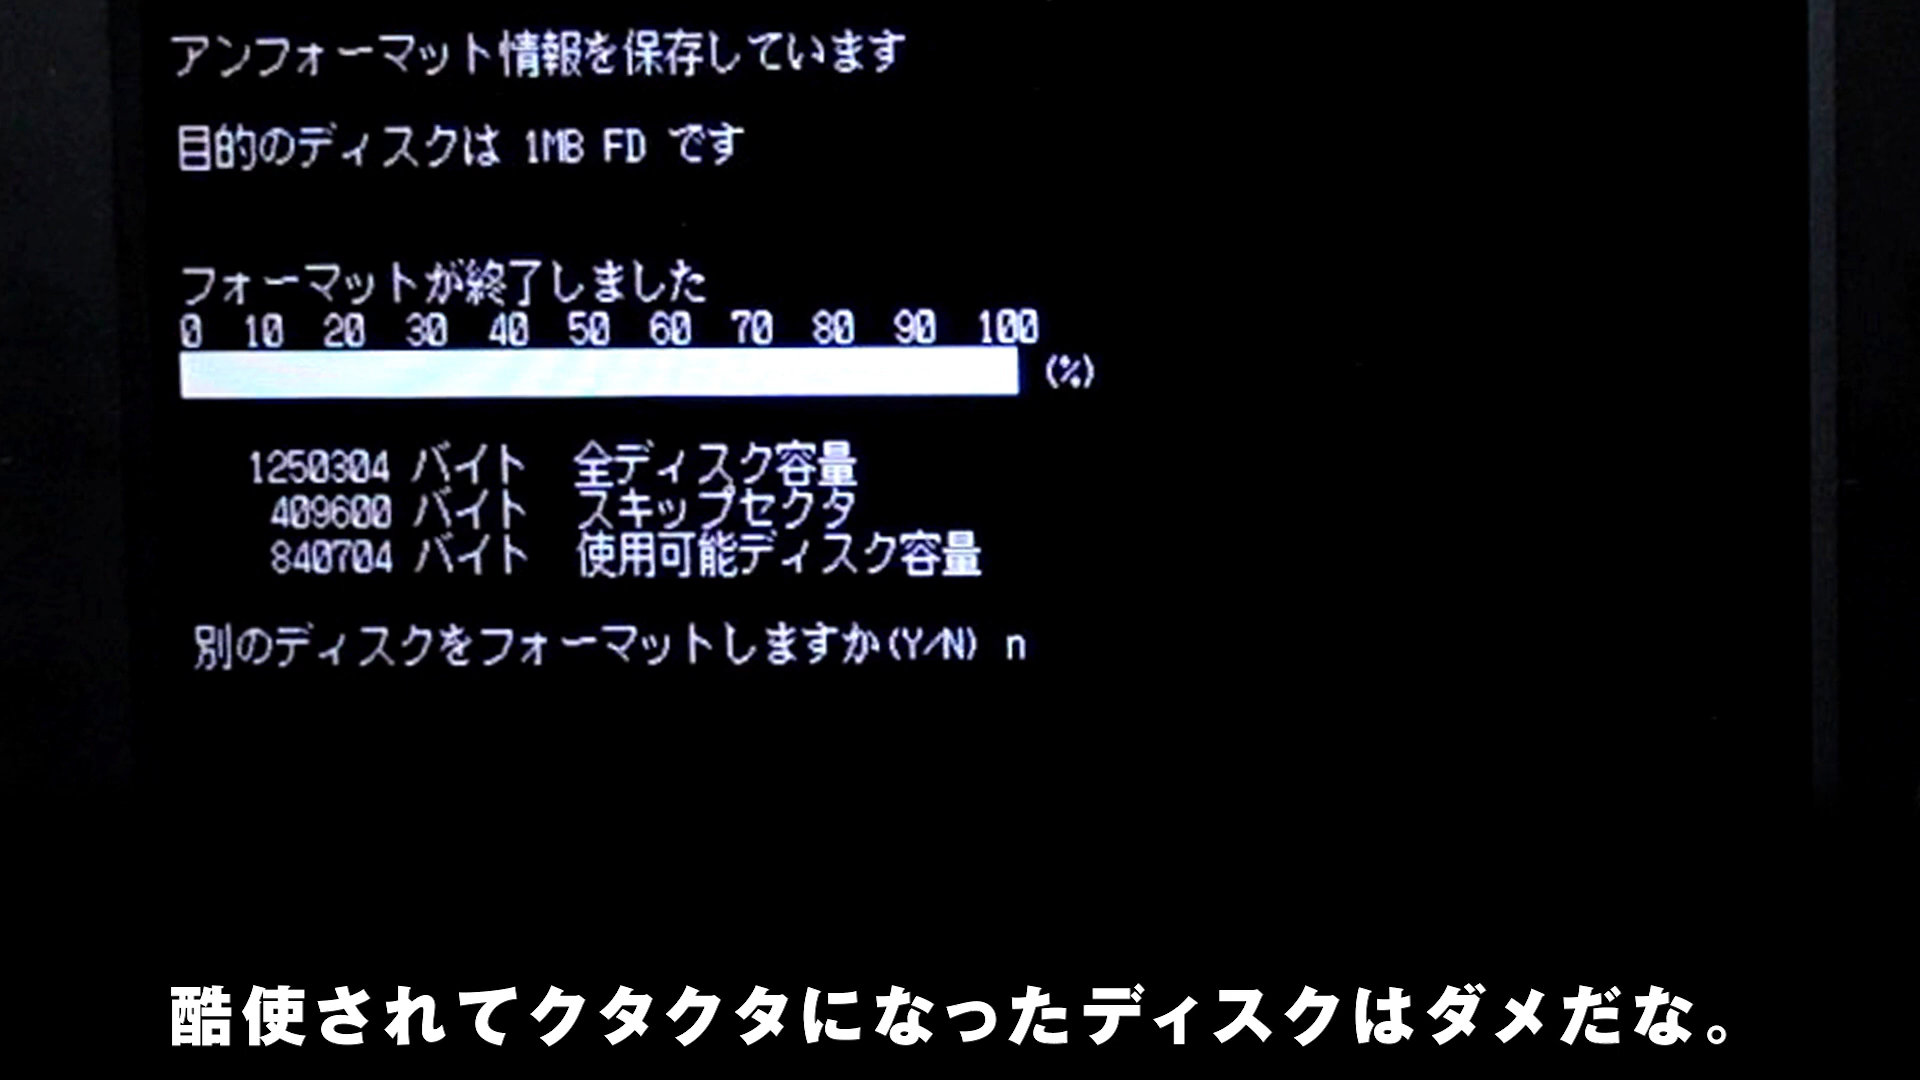 アンフォーマット情報を保存しています
目的のディスクは 1MB FD です
フォーマットが終了しました
0 10 20 30 40 50 60 70 80 90 100
(%)
1250304 バイト 全ディスク容量
409600 バイト スキップセクタ
840704 バイト 使用可能ディスク容量
別のディスクをフォーマットしますか(Y/N) n
酷使されてクタクタになったディスクはダメだな。